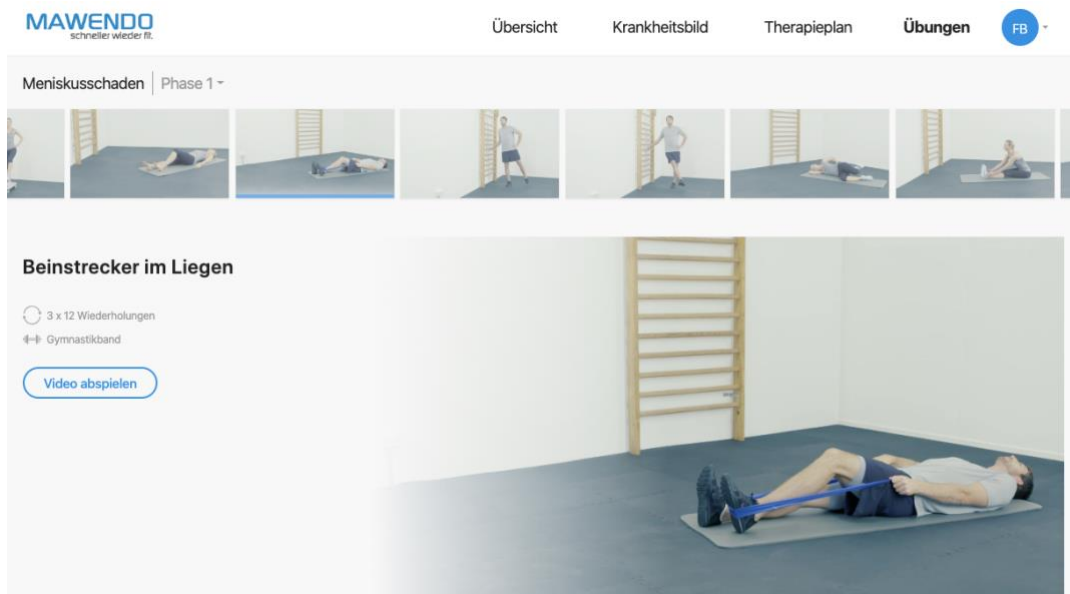 MAWENDO
schneller wieder fit.
Übersicht Krankheitsbild Therapieplan Übungen FB
Meniskusschaden Phase 1
Beinstrecker im Liegen
3 x 12 Wiederholungen
Gymnastikband
Video abspielen